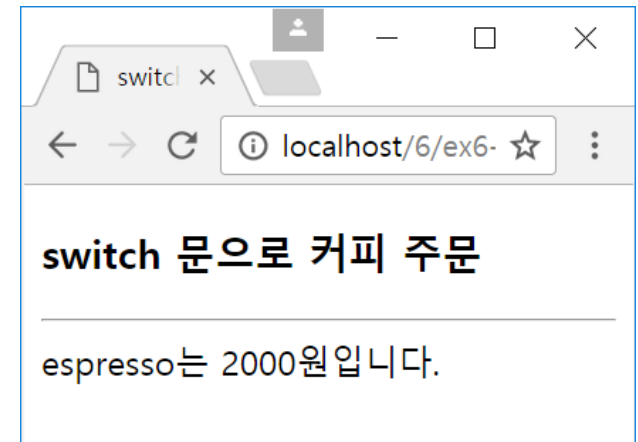 switc
localhost/6/ex6-
switch 문으로 커피 주문
espresso는 2000원입니다.